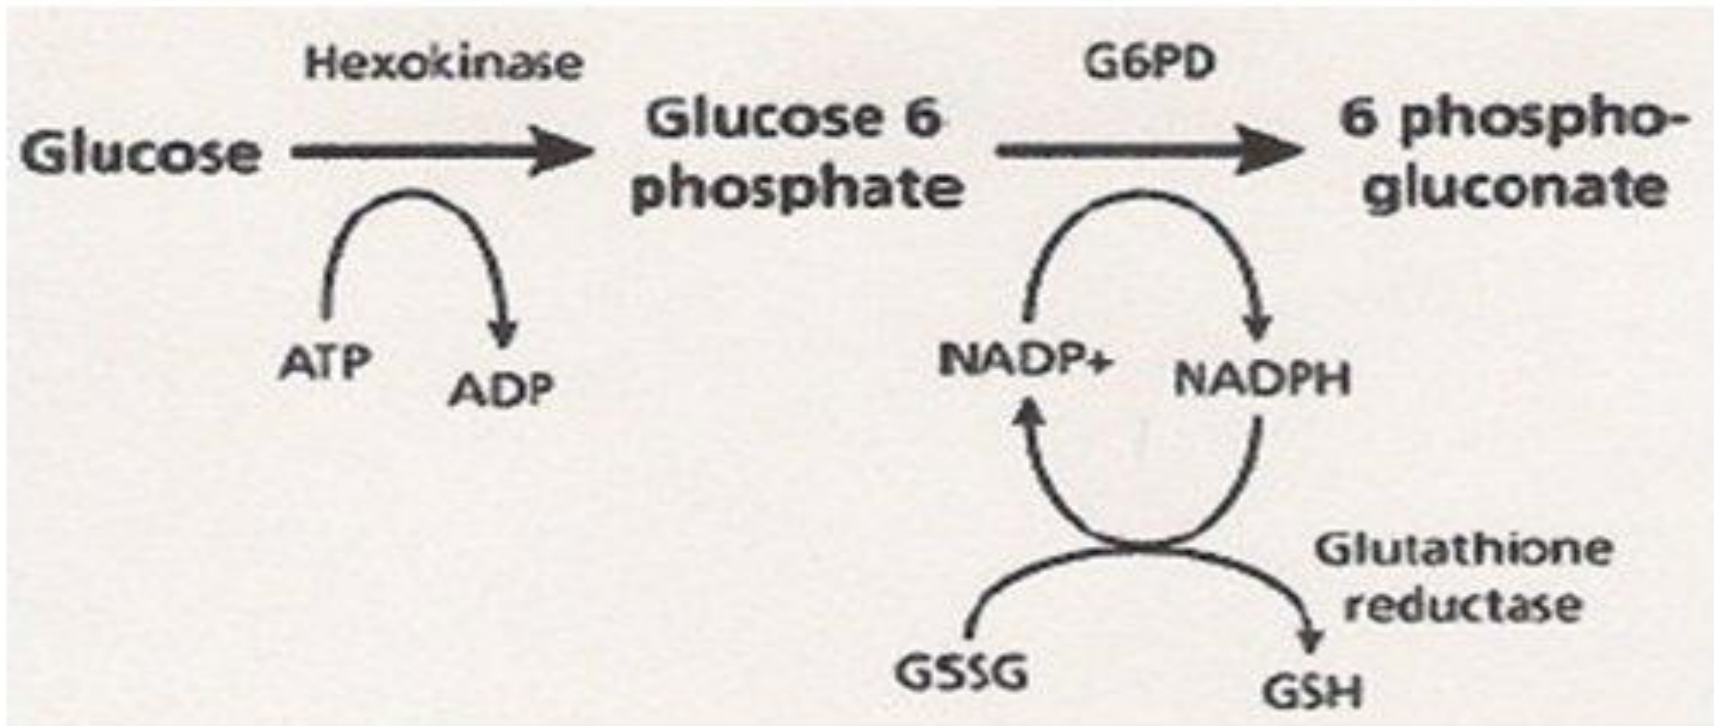 Hexokinase
G6PD
Glucose
Glucose 6
phosphate
6 phospho-
gluconate
ATP
ADP
NADP+
NADPH
Glutathione
reductase
GSSG
GSH